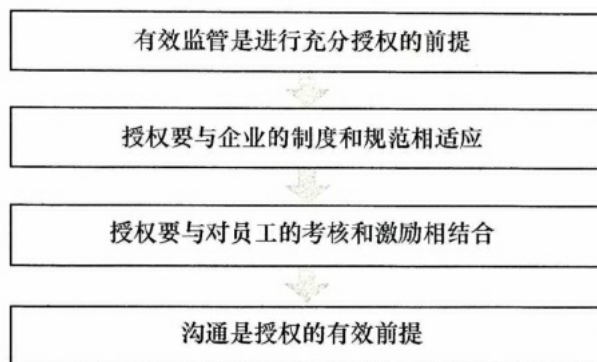 有效监管是进行充分授权的前提
授权要与企业的制度和规范相适应
授权要与对员工的考核和激励相结合
沟通是授权的有效前提